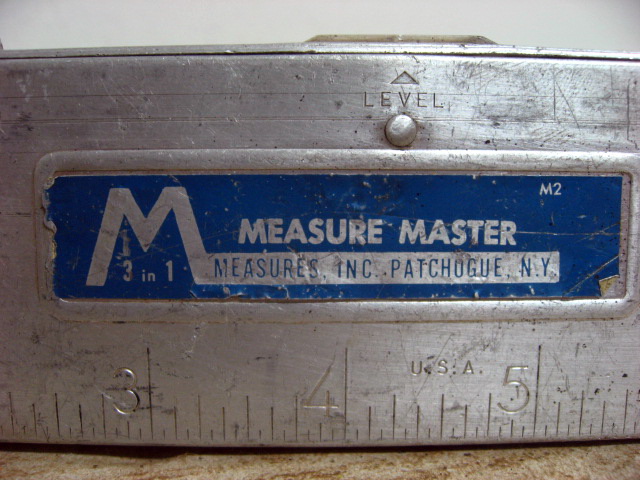 LEVEL
M2
M
MEASURE MASTER
3 in 1
MEASURES, INC. PATCHOGUE, N.Y.
U.S.A.
3 4 5